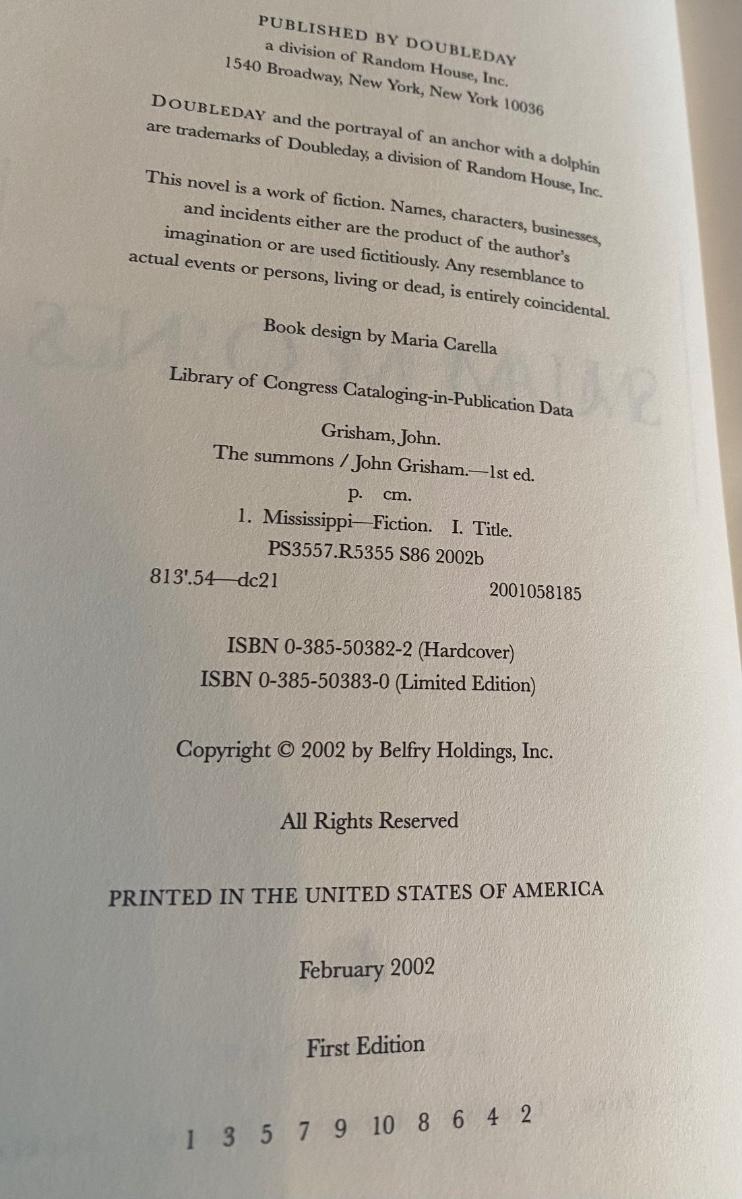 PUBLISHED BY DOUBLEDAY
a division of Random House, Inc.
1540 Broadway, New York, New York 10036
DOUBLEDAY and the portrayal of an anchor with a dolphin
are trademarks of Doubleday, a division of Random House, Inc.
This novel is a work of fiction. Names, characters, businesses,
and incidents either are the product of the author's
imagination or are used fictitiously. Any resemblance to
actual events or persons, living or dead, is entirely coincidental.
Book design by Maria Carella
Library of Congress Cataloging-in-Publication Data
Grisham, John.
The summons / John Grisham.—1st ed.
p. cm.
1. Mississippi—Fiction. I. Title.
PS3557.R5355 S86 2002b
813'.54—dc21 2001058185
ISBN 0-385-50382-2 (Hardcover)
ISBN 0-385-50383-0 (Limited Edition)
Copyright © 2002 by Belfry Holdings, Inc.
All Rights Reserved
PRINTED IN THE UNITED STATES OF AMERICA
February 2002
First Edition
1 3 5 7 9 10 8 6 4 2